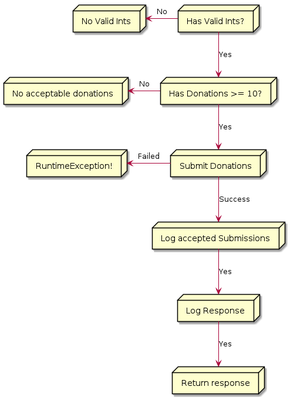 No Valid Ints
No
Has Valid Ints?
Yes
No acceptable donations
No
Has Donations >= 10?
Yes
RuntimeException!
Failed
Submit Donations
Success
Log accepted Submissions
Yes
Log Response
Yes
Return response